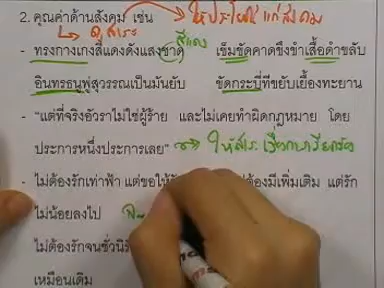 2. คุณค่าด้านสังคม เช่น ให้ประโยชน์แก่สังคม
ดูสาระ
สีแดง
- ทรงกางเกงสีแดงดังแสงชาด เข็มขัดคาดขึงขำเสื้อดำขลับ
อินทรธนูพู่สุวรรณเป็นมันยับ ขัดกระบี่ทีขยับเยื้องทะยาน
- "แต่ที่จริงอัวราไม่ใช่ผู้ร้าย และไม่เคยทำผิดกฎหมาย โดย
ประการหนึ่งประการเลย" ให้สาระ
- ไม่ต้องรักเท่าฟ้า แต่ขอให้ ต้องมีเพิ่มเติม แต่รัก
ไม่น้อยลงไป
ไม่ต้องรักจนชั่วนิ
เหมือนเดิม